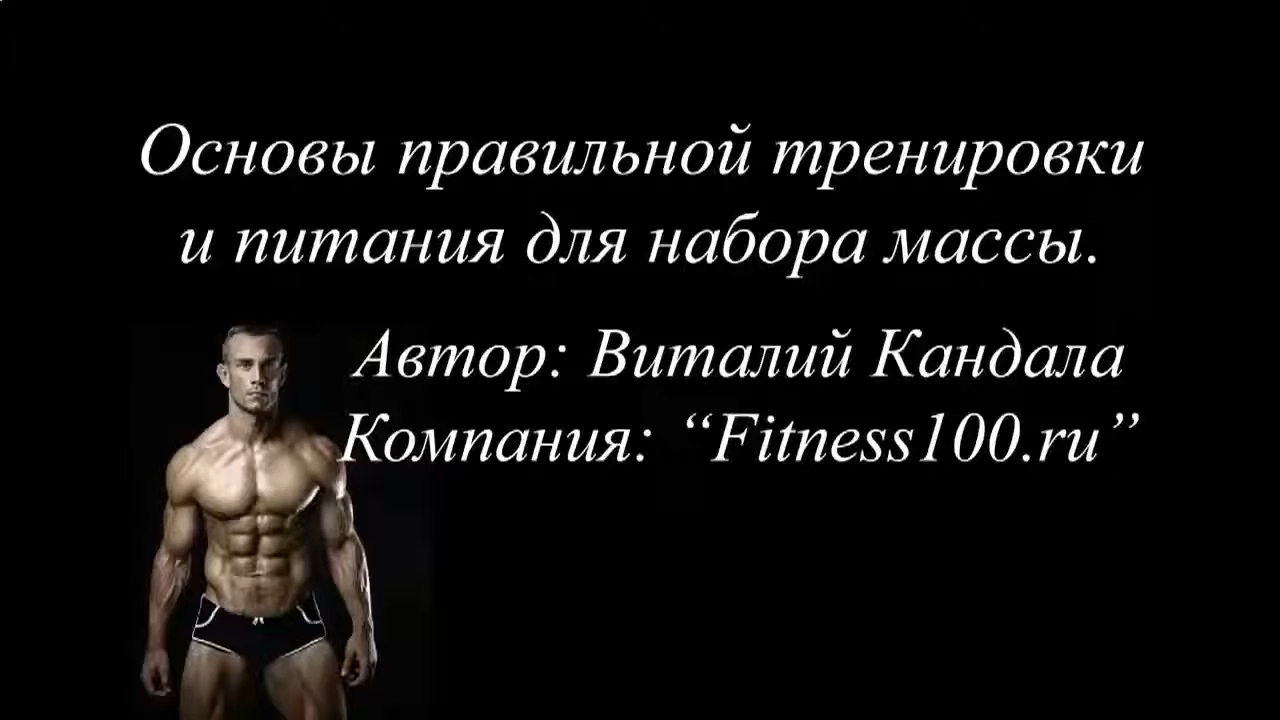 Основы правильной тренировки
и питания для набора массы.
Автор: Виталий Кандала
Компания: “Fitness100.ru”